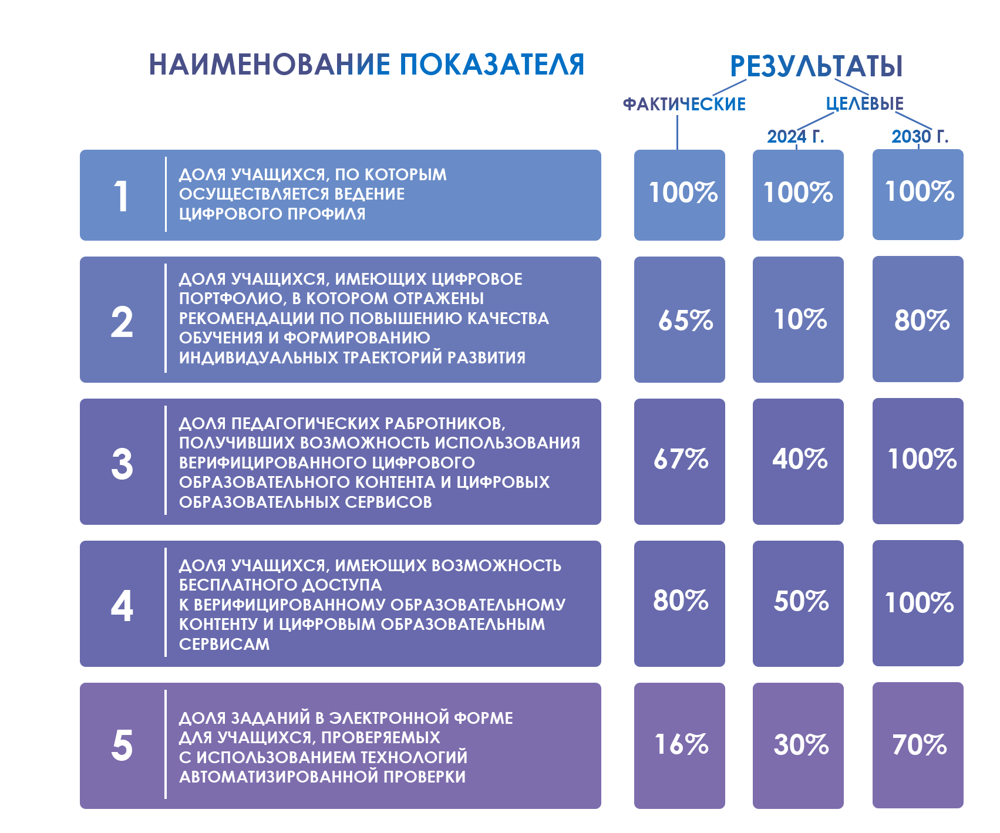 НАИМЕНОВАНИЕ ПОКАЗАТЕЛЯ
РЕЗУЛЬТАТЫ
ФАКТИЧЕСКИЕ
ЦЕЛЕВЫЕ
2024 Г.
2030 Г.
1
ДОЛЯ УЧАЩИХСЯ, ПО КОТОРЫМ
ОСУЩЕСТВЛЯЕТСЯ ВЕДЕНИЕ
ЦИФРОВОГО ПРОФИЛЯ
100%
100%
100%
2
ДОЛЯ УЧАЩИХСЯ, ИМЕЮЩИХ ЦИФРОВОЕ
ПОРТФОЛИО, В КОТОРОМ ОТРАЖЕНЫ
РЕКОМЕНДАЦИИ ПО ПОВЫШЕНИЮ КАЧЕСТВА
ОБУЧЕНИЯ И ФОРМИРОВАНИЮ
ИНДИВИДУАЛЬНЫХ ТРАЕКТОРИЙ РАЗВИТИЯ
65%
10%
80%
3
ДОЛЯ ПЕДАГОГИЧЕСКИХ РАБРОТНИКОВ,
ПОЛУЧИВШИХ ВОЗМОЖНОСТЬ ИСПОЛЬЗОВАНИЯ
ВЕРИФИЦИРОВАННОГО ЦИФРОВОГО
ОБРАЗОВАТЕЛЬНОГО КОНТЕНТА И ЦИФРОВЫХ
ОБРАЗОВАТЕЛЬНЫХ СЕРВИСОВ
67%
40%
100%
4
ДОЛЯ УЧАЩИХСЯ, ИМЕЮЩИХ ВОЗМОЖНОСТЬ
БЕСПЛАТНОГО ДОСТУПА
К ВЕРИФИЦИРОВАННОМУ ОБРАЗОВАТЕЛЬНОМУ
КОНТЕНТУ И ЦИФРОВЫМ ОБРАЗОВАТЕЛЬНЫМ
СЕРВИСАМ
80%
50%
100%
5
ДОЛЯ ЗАДАНИЙ В ЭЛЕКТРОННОЙ ФОРМЕ
ДЛЯ УЧАЩИХСЯ, ПРОВЕРЯЕМЫХ
С ИСПОЛЬЗОВАНИЕМ ТЕХНОЛОГИЙ
АВТОМАТИЗИРОВАННОЙ ПРОВЕРКИ
16%
30%
70%